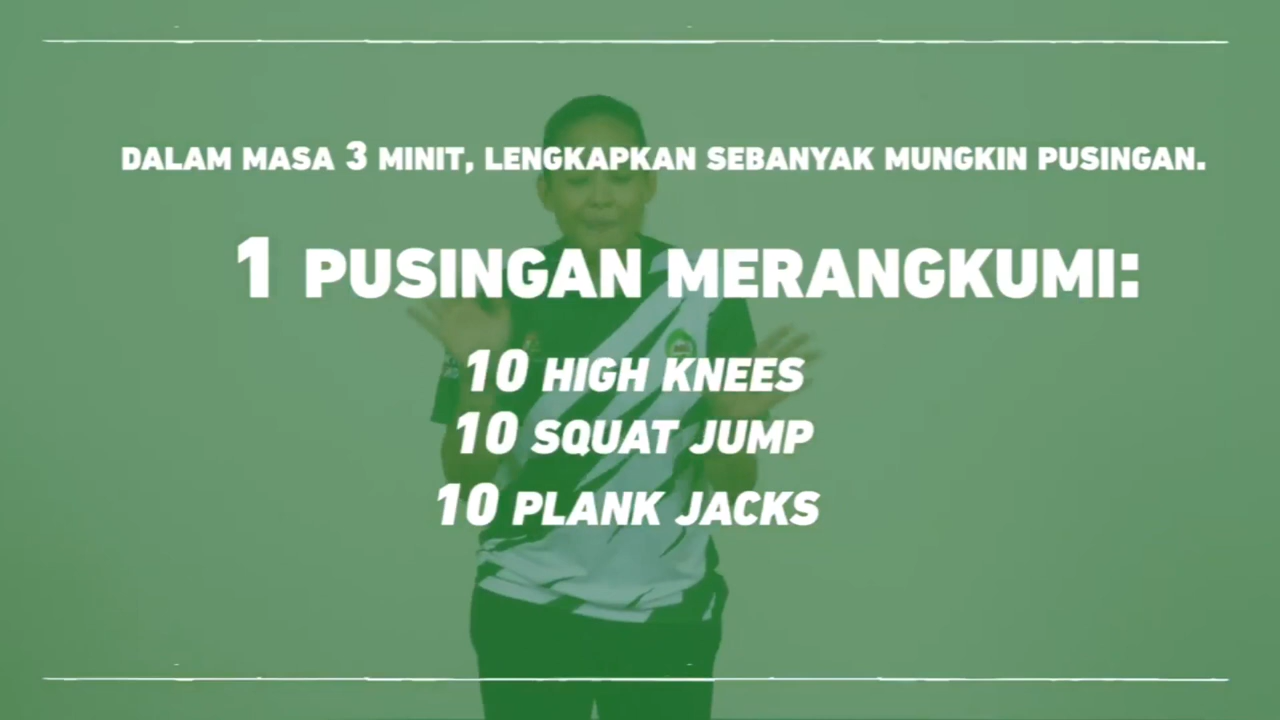 DALAM MASA 3 MINIT, LENGKAPKAN SEBANYAK MUNGKIN PUSINGAN.
1 PUSINGAN MERANGKUMI:
10 HIGH KNEES
10 SQUAT JUMP
10 PLANK JACKS